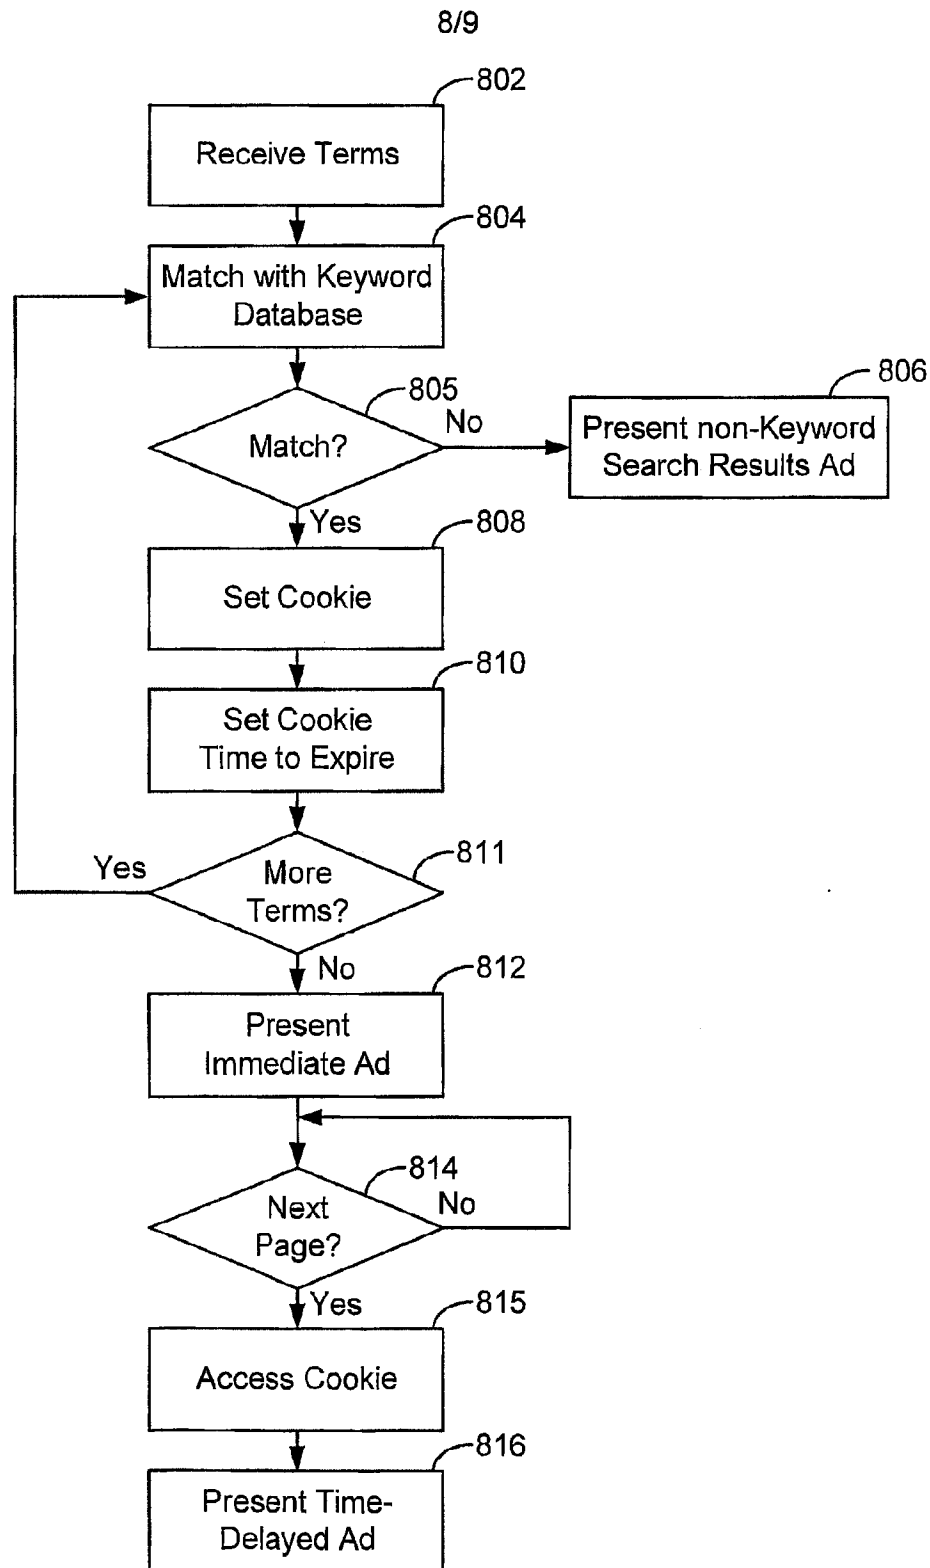 8/9
802
Receive Terms
804
Match with Keyword
Database
805
Match?
No
806
Present non-Keyword
Search Results Ad
Yes
808
Set Cookie
810
Set Cookie
Time to Expire
Yes
811
More
Terms?
No
812
Present
Immediate Ad
814
Next
Page?
No
Yes
815
Access Cookie
816
Present Time-
Delayed Ad